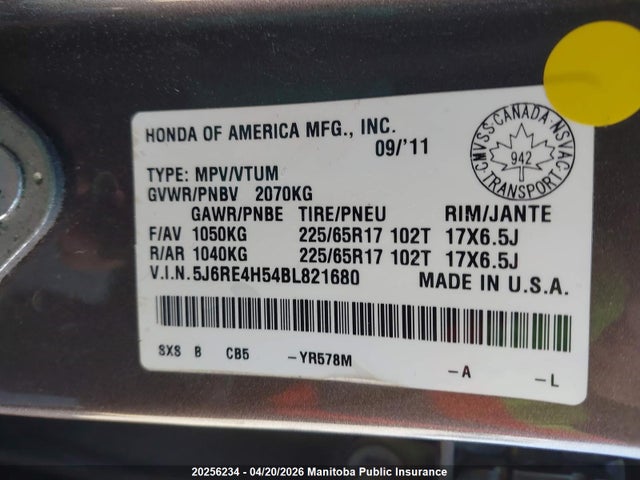 HONDA OF AMERICA MFG., INC.
09/'11
CMVSS·CANADA·NSVAC
942
TRANSPORT
TYPE: MPV/VTUM
GVWR/PNBV 2070KG
GAWR/PNBE TIRE/PNEU RIM/JANTE
F/AV 1050KG 225/65R17 102T 17X6.5J
R/AR 1040KG 225/65R17 102T 17X6.5J
V.I.N.5J6RE4H54BL821680 MADE IN U.S.A.
SXS B CB5 -YR578M -A -L
20256234 - 04/20/2026 Manitoba Public Insurance